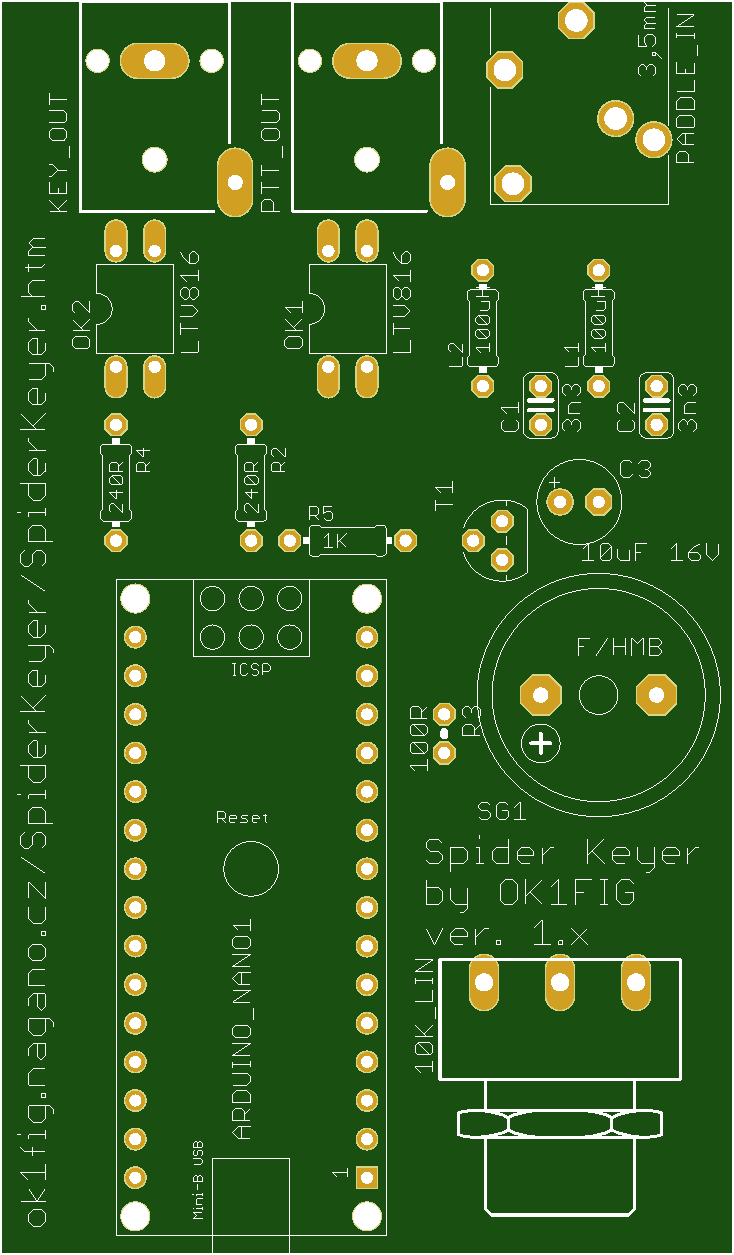 KEY_OUT
PTT_OUT
3,5mm
PADDLE_IN
OK2
LTV816
OK1
LTV816
L2
100uH
L1
100uH
C1
3n3
C2
3n3
240R
R4
240R
R2
R5
1K
T1
+
C3
10uF 16V
ICSP
F/HMB
100R
R3
+
SG1
Reset
Spider Keyer
by OK1FIG
ver. 1.x
ARDUINO_NANO1
10K_LIN
Mini-B USB
1
ok1fig.nagano.cz/SpiderKeyer/SpiderKeyer.htm